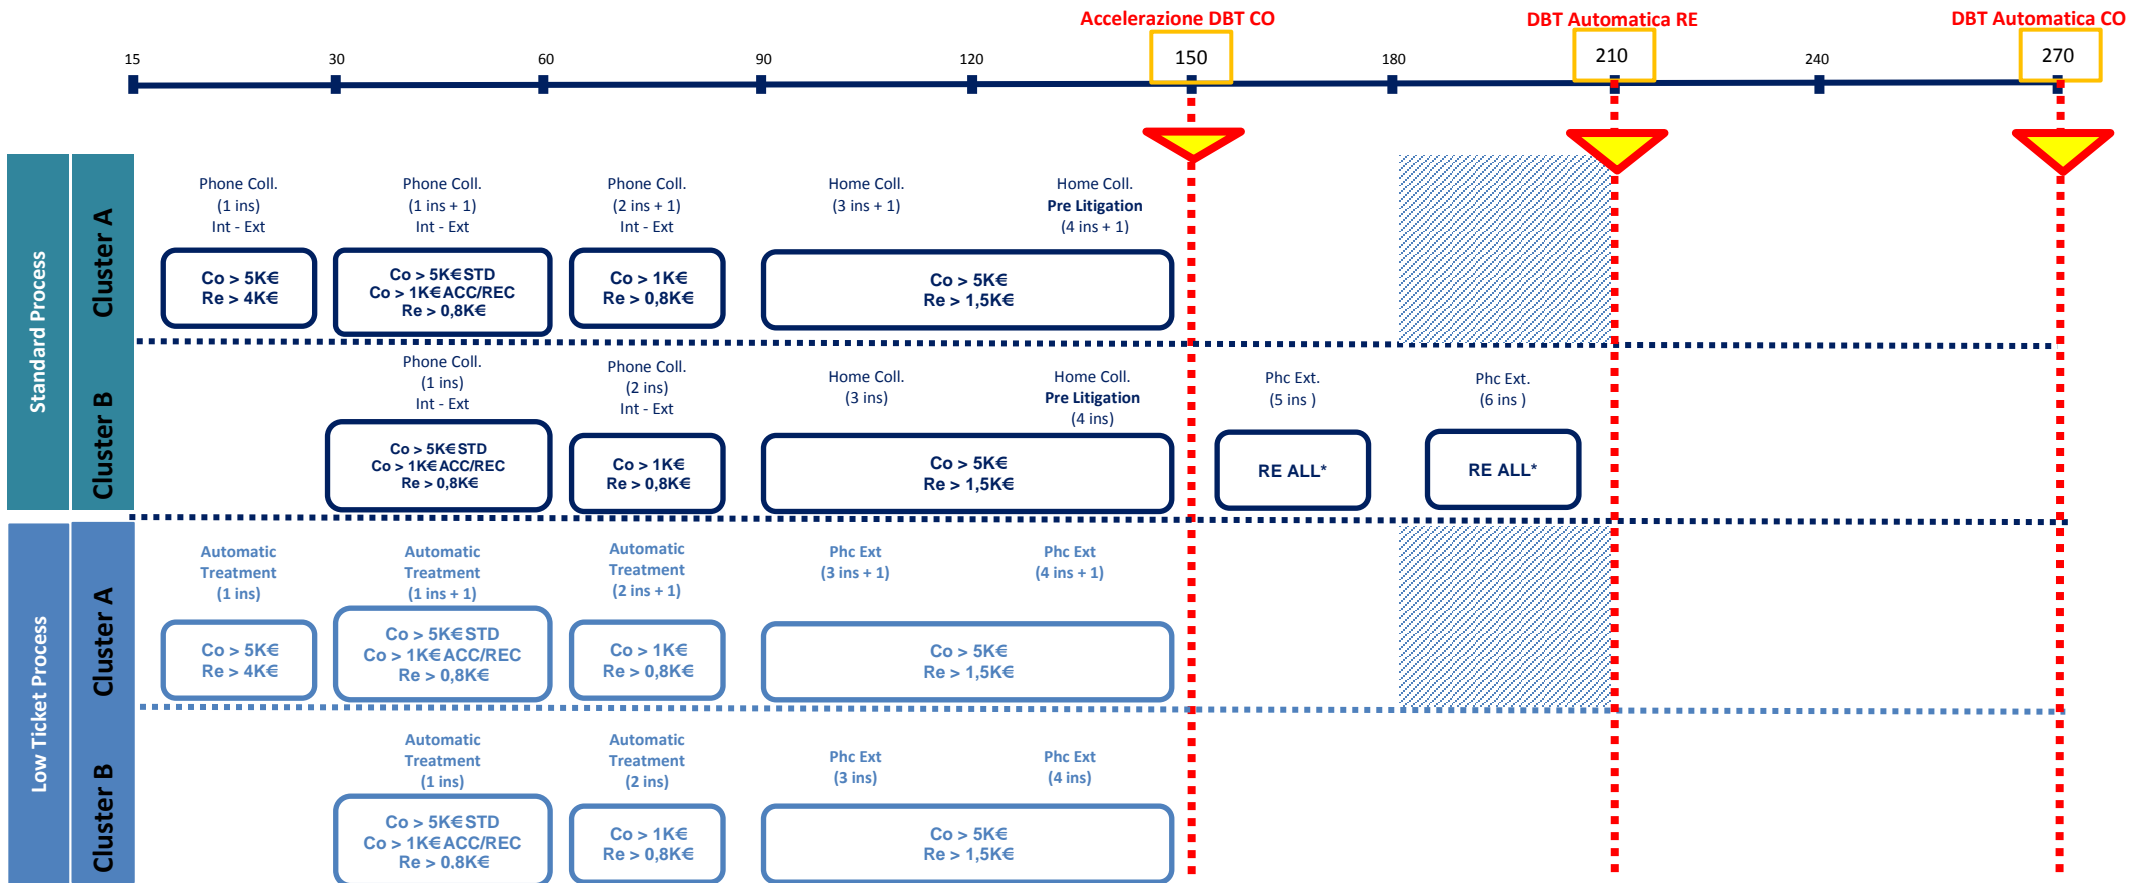 Accelerazione DBT CO
DBT Automatica RE
DBT Automatica CO
15
30
60
90
120
150
180
210
240
270
Standard Process
Cluster A
Phone Coll.
(1 ins)
Int - Ext
Co > 5K€
Re > 4K€
Phone Coll.
(1 ins + 1)
Int - Ext
Co > 5K€STD
Co > 1K€ACC/REC
Re > 0,8K€
Phone Coll.
(2 ins + 1)
Int - Ext
Co > 1K€
Re > 0,8K€
Home Coll.
(3 ins + 1)
Home Coll.
Pre Litigation
(4 ins + 1)
Co > 5K€
Re > 1,5K€
Cluster B
Phone Coll.
(1 ins)
Int - Ext
Co > 5K€STD
Co > 1K€ACC/REC
Re > 0,8K€
Phone Coll.
(2 ins)
Int - Ext
Co > 1K€
Re > 0,8K€
Home Coll.
(3 ins)
Home Coll.
Pre Litigation
(4 ins)
Co > 5K€
Re > 1,5K€
Phc Ext.
(5 ins )
RE ALL*
Phc Ext.
(6 ins )
RE ALL*
Low Ticket Process
Cluster A
Automatic
Treatment
(1 ins)
Co > 5K€
Re > 4K€
Automatic
Treatment
(1 ins + 1)
Co > 5K€STD
Co > 1K€ACC/REC
Re > 0,8K€
Automatic
Treatment
(2 ins + 1)
Co > 1K€
Re > 0,8K€
Phc Ext
(3 ins + 1)
Phc Ext
(4 ins + 1)
Co > 5K€
Re > 1,5K€
Cluster B
Automatic
Treatment
(1 ins)
Co > 5K€STD
Co > 1K€ACC/REC
Re > 0,8K€
Automatic
Treatment
(2 ins)
Co > 1K€
Re > 0,8K€
Phc Ext
(3 ins)
Phc Ext
(4 ins)
Co > 5K€
Re > 1,5K€